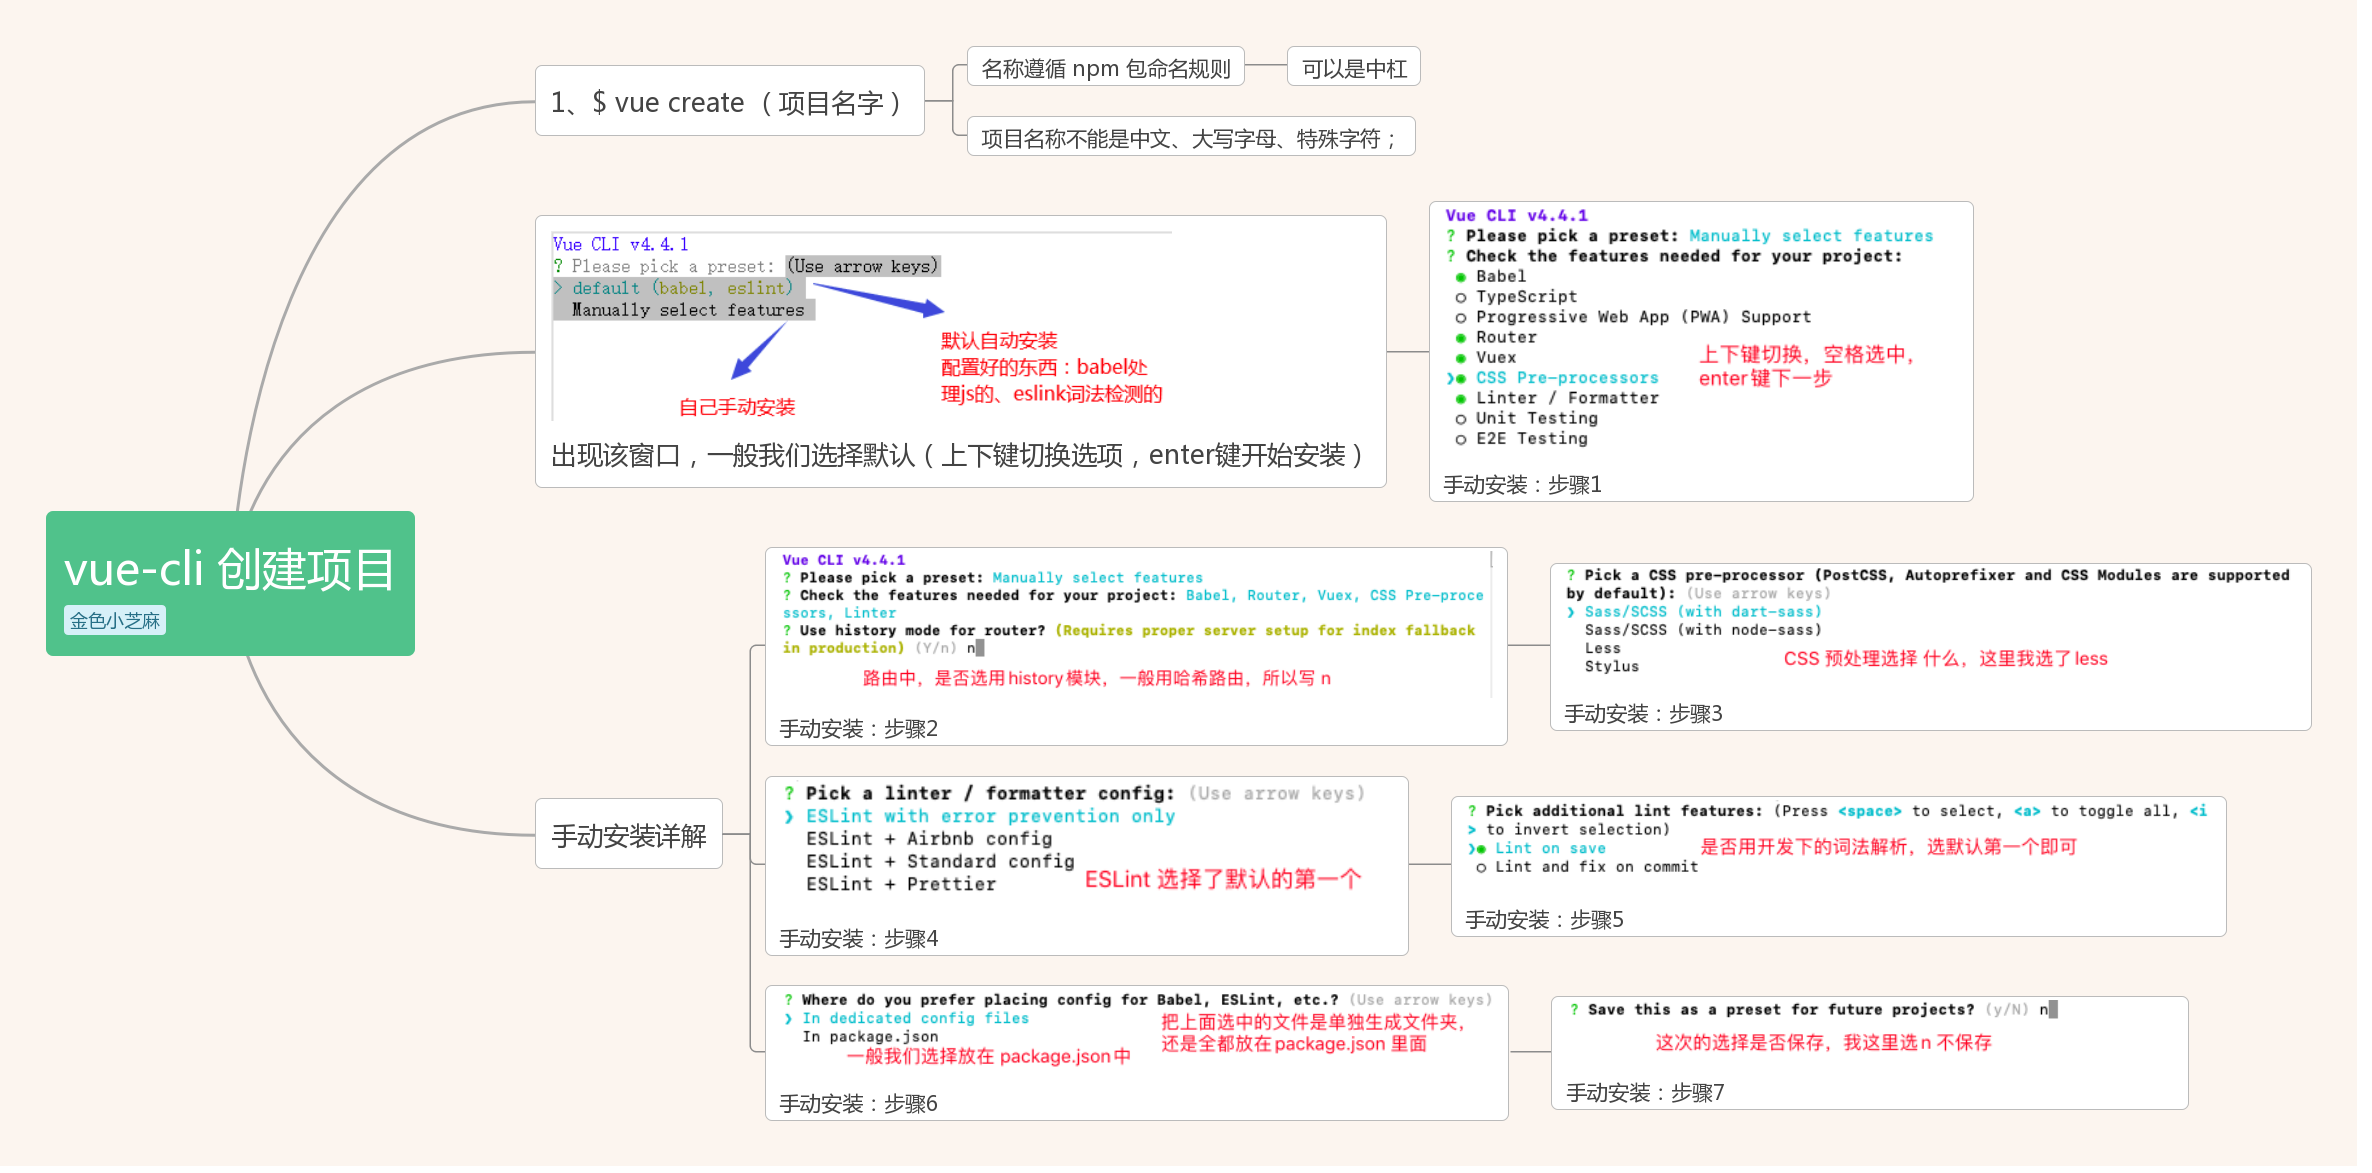 1、$ vue create （项目名字）
名称遵循 npm 包命名规则
可以是中杠
项目名称不能是中文、大写字母、特殊字符；
Vue CLI v4.4.1
? Please pick a preset: (Use arrow keys)
> default (babel, eslint)
Manually select features
默认自动安装
配置好的东西：babel处
理js的、eslink词法检测的
自己手动安装
出现该窗口，一般我们选择默认（上下键切换选项，enter键开始安装）
Vue CLI v4.4.1
? Please pick a preset: Manually select features
? Check the features needed for your project:
◉ Babel
○ TypeScript
○ Progressive Web App (PWA) Support
◉ Router
◉ Vuex
❯◉ CSS Pre-processors
◉ Linter / Formatter
○ Unit Testing
○ E2E Testing
上下键切换，空格选中，
enter键下一步
手动安装：步骤1
vue-cli 创建项目
金色小芝麻
手动安装详解
Vue CLI v4.4.1
? Please pick a preset: Manually select features
? Check the features needed for your project: Babel, Router, Vuex, CSS Pre-proce
ssors, Linter
? Use history mode for router? (Requires proper server setup for index fallback
in production) (Y/n) n
路由中，是否选用history模块，一般用哈希路由，所以写 n
手动安装：步骤2
? Pick a CSS pre-processor (PostCSS, Autoprefixer and CSS Modules are supported
by default): (Use arrow keys)
❯ Sass/SCSS (with dart-sass)
Sass/SCSS (with node-sass)
Less
Stylus
CSS 预处理选择 什么，这里我选了less
手动安装：步骤3
? Pick a linter / formatter config: (Use arrow keys)
❯ ESLint with error prevention only
ESLint + Airbnb config
ESLint + Standard config
ESLint + Prettier
ESLint 选择了默认的第一个
手动安装：步骤4
? Pick additional lint features: (Press <space> to select, <a> to toggle all, <i
> to invert selection)
❯◉ Lint on save
○ Lint and fix on commit
是否用开发下的词法解析，选默认第一个即可
手动安装：步骤5
? Where do you prefer placing config for Babel, ESLint, etc.? (Use arrow keys)
❯ In dedicated config files
In package.json
把上面选中的文件是单独生成文件夹，
还是全都放在package.json 里面
一般我们选择放在 package.json中
手动安装：步骤6
? Save this as a preset for future projects? (y/N) n
这次的选择是否保存，我这里选n 不保存
手动安装：步骤7